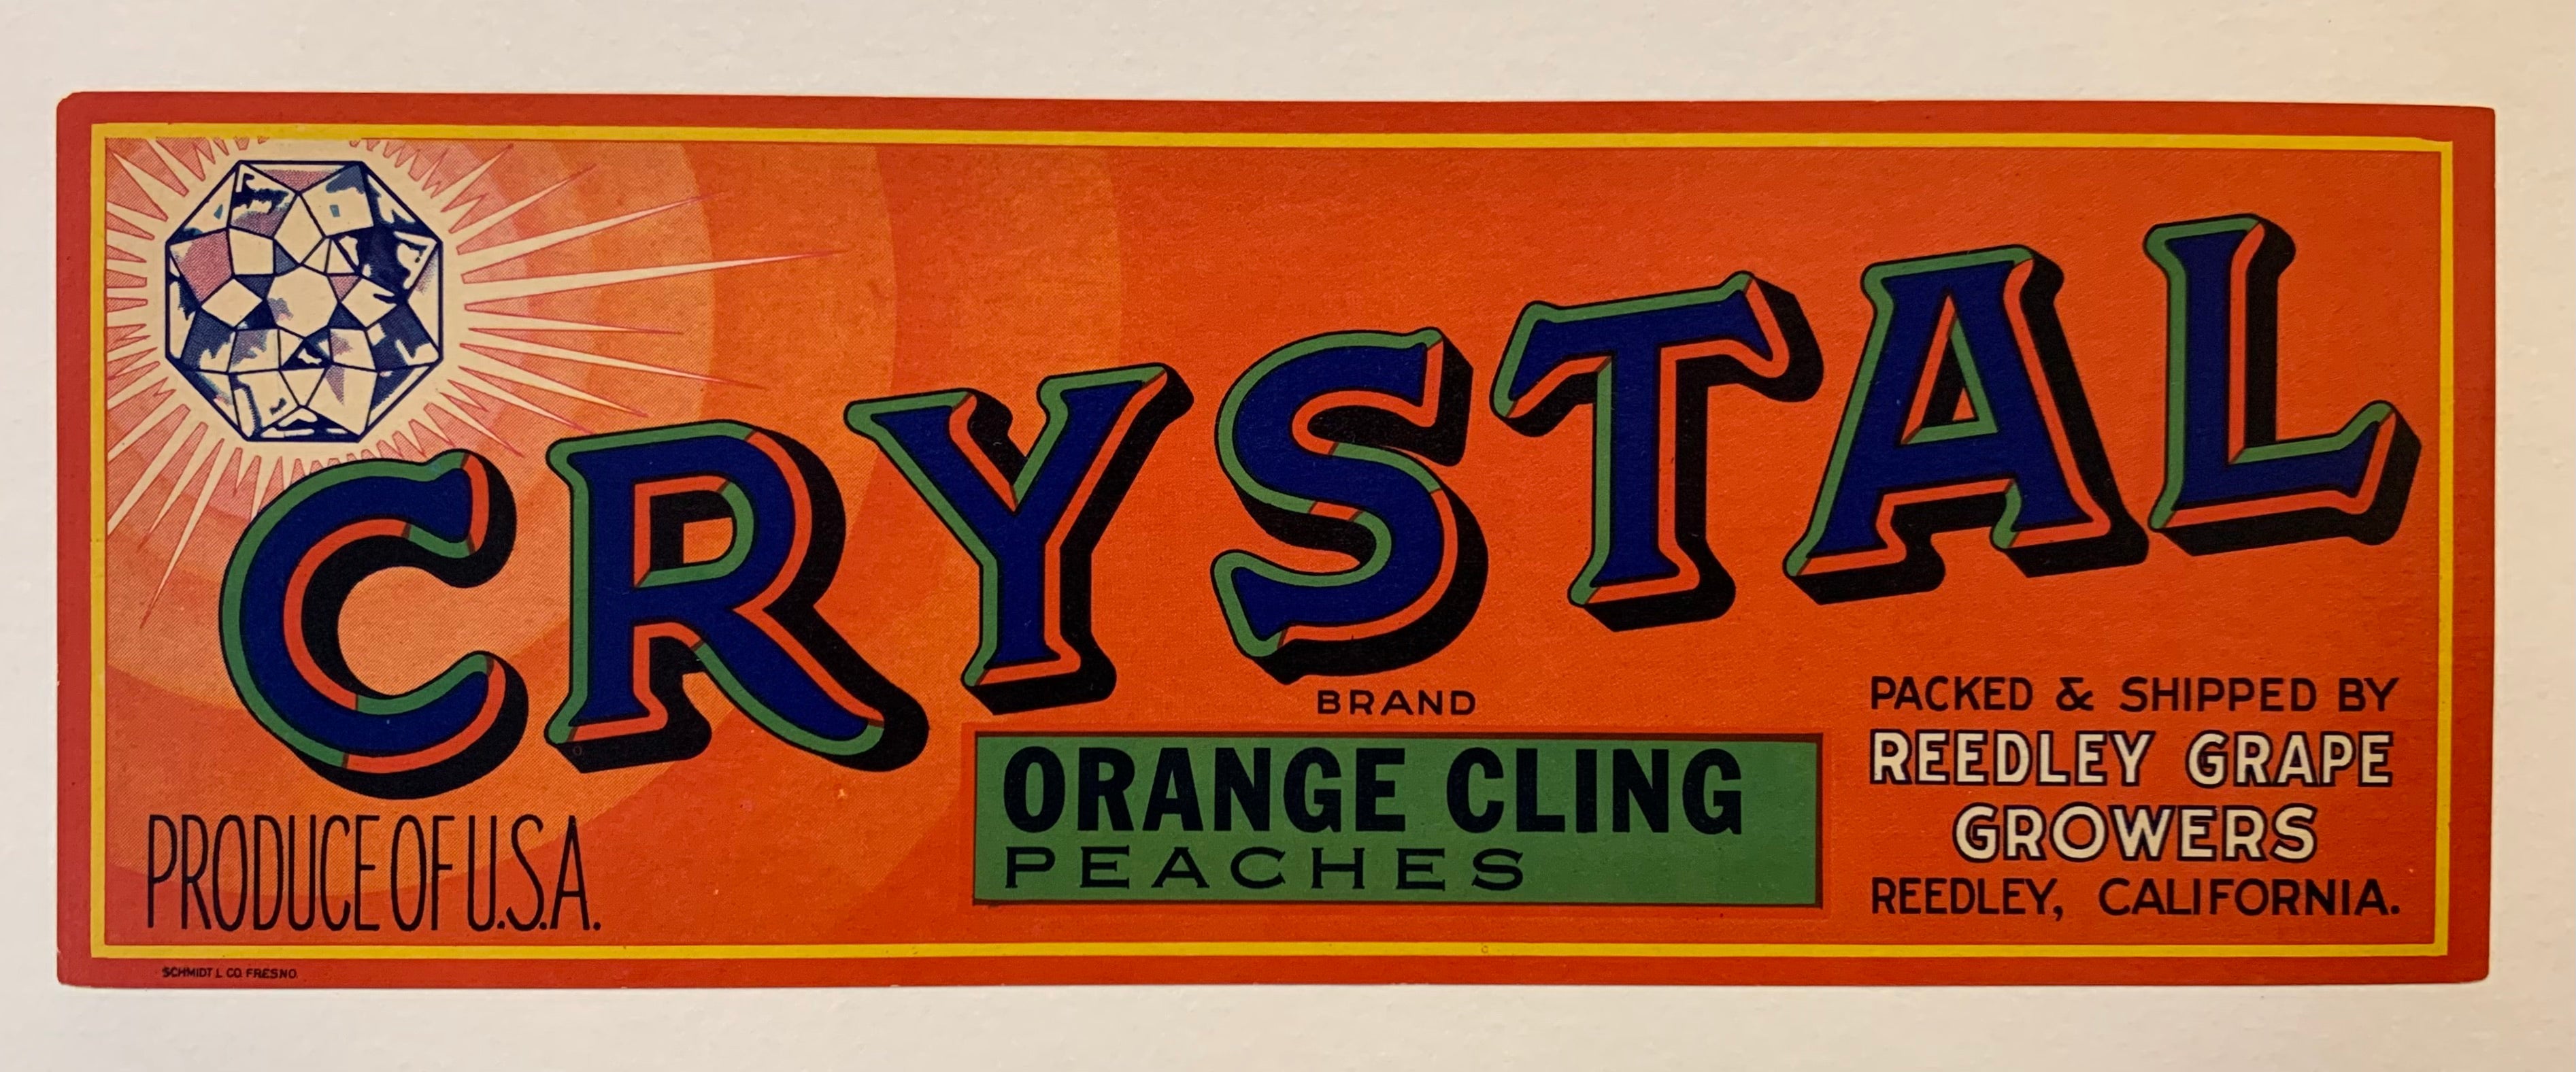 CRYSTAL
BRAND
ORANGE CLING
PEACHES
PRODUCE OF U.S.A.
PACKED & SHIPPED BY
REEDLEY GRAPE
GROWERS
REEDLEY, CALIFORNIA.
SCHMIDT L. CO. FRESNO